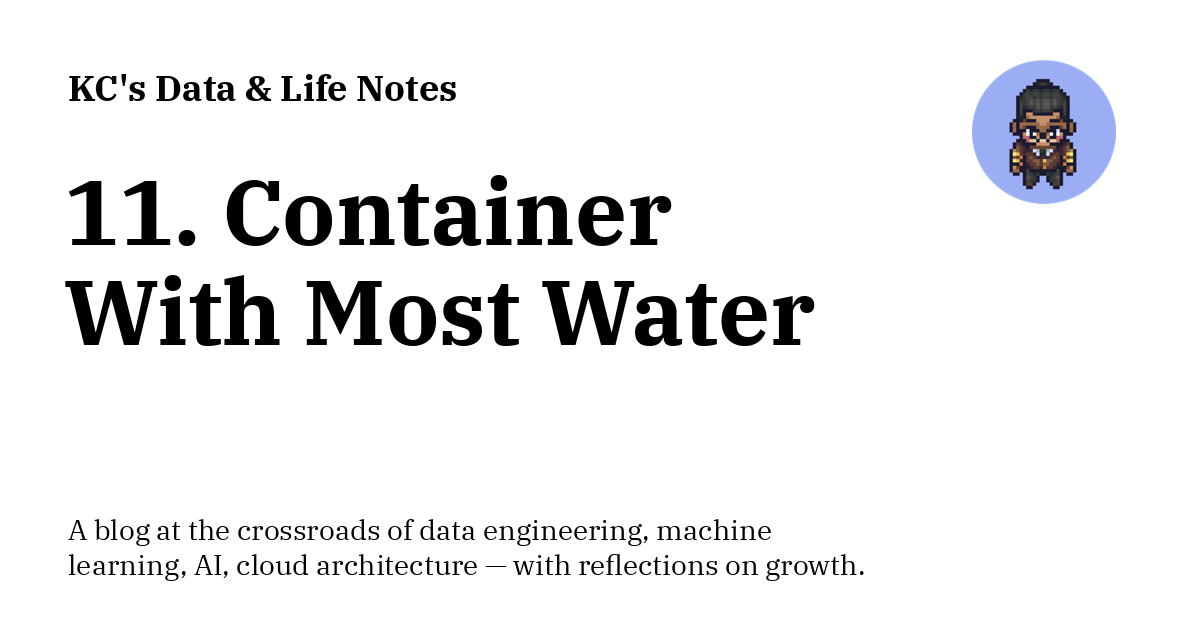 KC's Data & Life Notes
11. Container
With Most Water
A blog at the crossroads of data engineering, machine
learning, AI, cloud architecture — with reflections on growth.